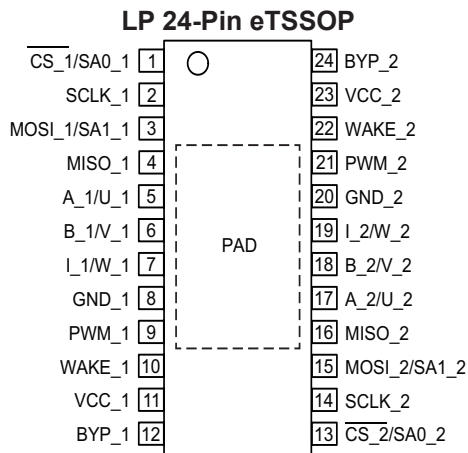 LP 24-Pin eTSSOP
CS_1/SA0_1 1
SCLK_1 2
MOSI_1/SA1_1 3
MISO_1 4
A_1/U_1 5
B_1/V_1 6
I_1/W_1 7
GND_1 8
PWM_1 9
WAKE_1 10
VCC_1 11
BYP_1 12
PAD
24 BYP_2
23 VCC_2
22 WAKE_2
21 PWM_2
20 GND_2
19 I_2/W_2
18 B_2/V_2
17 A_2/U_2
16 MISO_2
15 MOSI_2/SA1_2
14 SCLK_2
13 CS_2/SA0_2